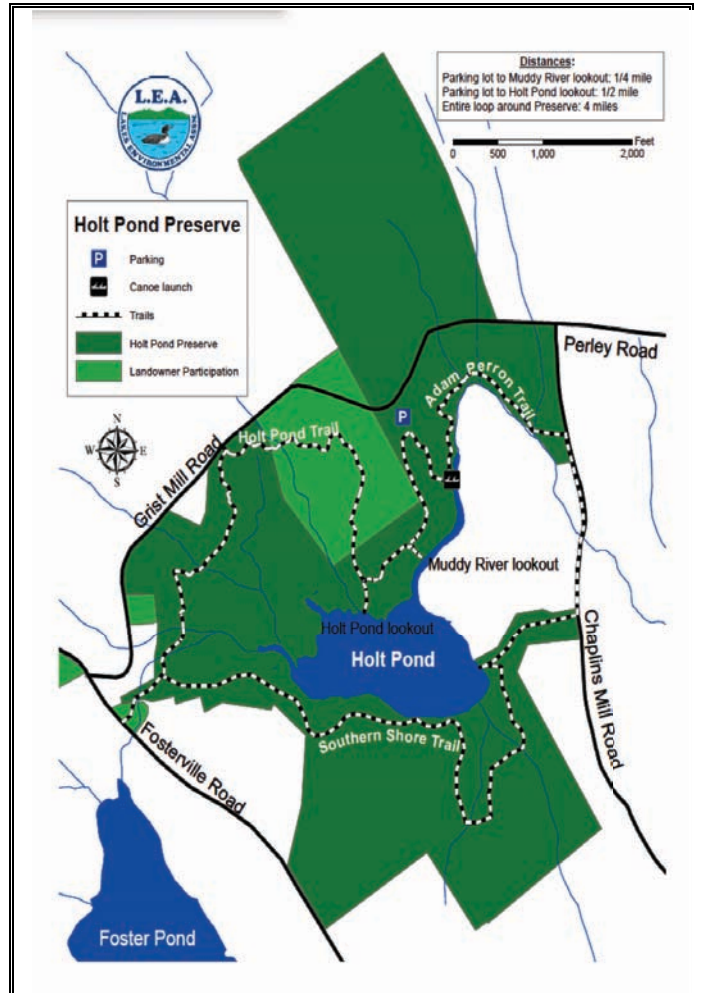 L.E.A.
LAKES ENVIRONMENTAL ASSN.
Distances:
Parking lot to Muddy River lookout: 1/4 mile
Parking lot to Holt Pond lookout: 1/2 mile
Entire loop around Preserve: 4 miles
Feet
0 500 1,000 2,000
Holt Pond Preserve
P Parking
Canoe launch
Trails
Holt Pond Preserve
Landowner Participation
N
W E
S
Perley Road
Adam Perron Trail
P
Holt Pond Trail
Grist Mill Road
Muddy River lookout
Holt Pond lookout
Holt Pond
Chaplins Mill Road
Southern Shore Trail
Fosterville Road
Foster Pond